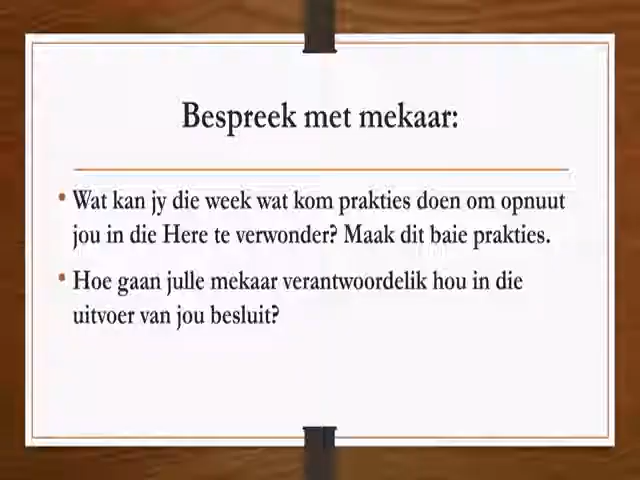 Bespreek met mekaar:
• Wat kan jy die week wat kom prakties doen om opnuut
jou in die Here te verwonder? Maak dit baie prakties.
• Hoe gaan julle mekaar verantwoordelik hou in die
uitvoer van jou besluit?